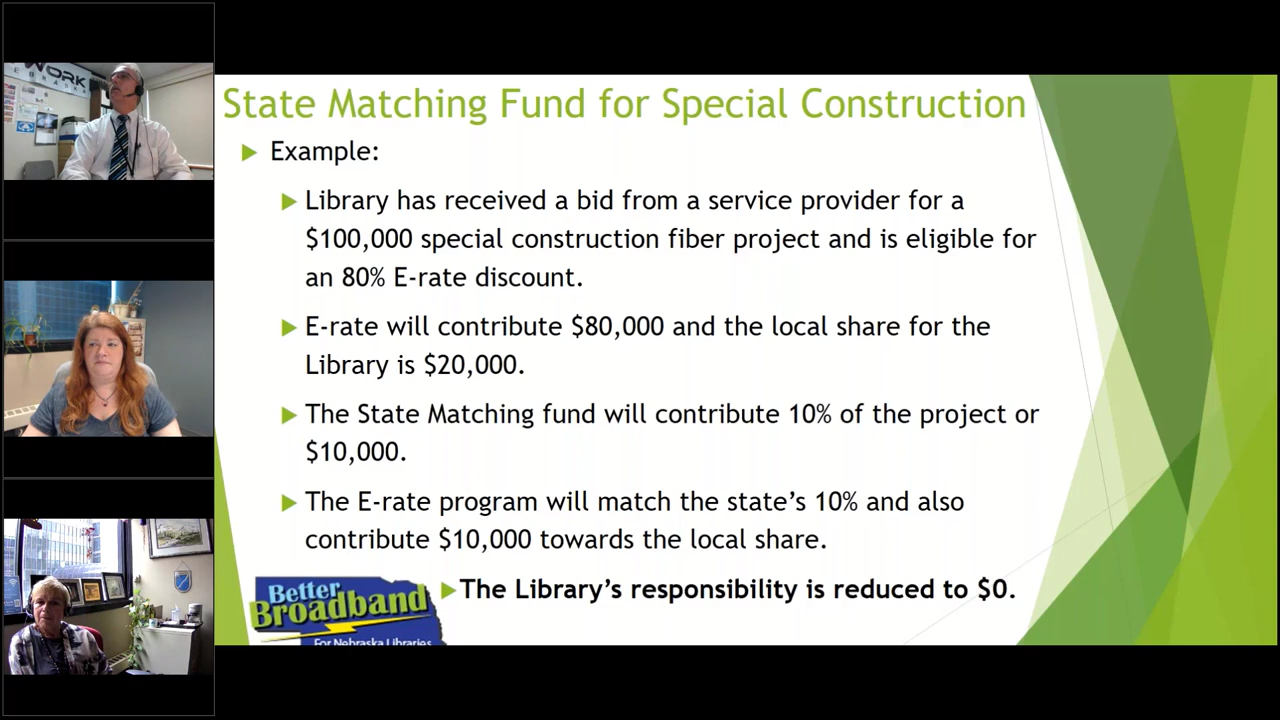 State Matching Fund for Special Construction
Example:
Library has received a bid from a service provider for a
$100,000 special construction fiber project and is eligible for
an 80% E-rate discount.
E-rate will contribute $80,000 and the local share for the
Library is $20,000.
The State Matching fund will contribute 10% of the project or
$10,000.
The E-rate program will match the state’s 10% and also
contribute $10,000 towards the local share.
The Library’s responsibility is reduced to $0.
Better
Broadband
For Nebraska Libraries
WORK